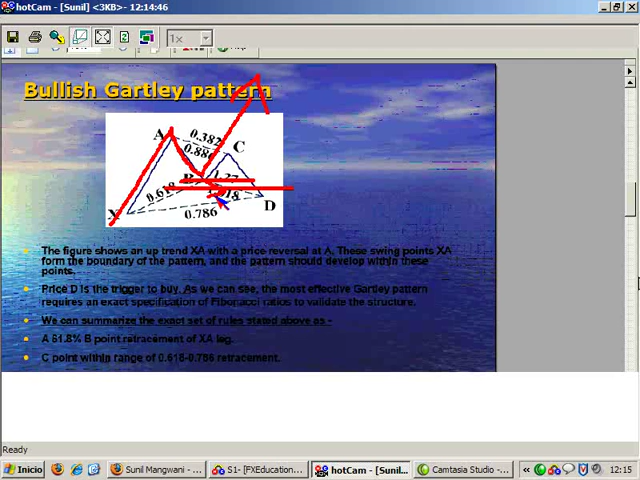 hotCam - [Sunil] <3KB> - 12:14:46
1x
Bullish Gartley pattern
A
0.382
C
0.886
B
1.27
0.618
1.618
D
X
0.786
The figure shows an up trend XA with a price reversal at A. These swing points XA
form the boundary of the pattern, and the pattern should develop within these
points.
Price D is the trigger to buy. As we can see, the most effective Gartley pattern
requires an exact specification of Fibonacci ratios to validate the structure.
We can summarize the exact set of rules stated above as -
A 61.8% B point retracement of XA leg.
C point within range of 0.618-0.786 retracement.
Ready
Inicio
Sunil Mangwani - ...
S1- [FXEducation...
hotCam - [Sunil...
Camtasia Studio - ...
12:15